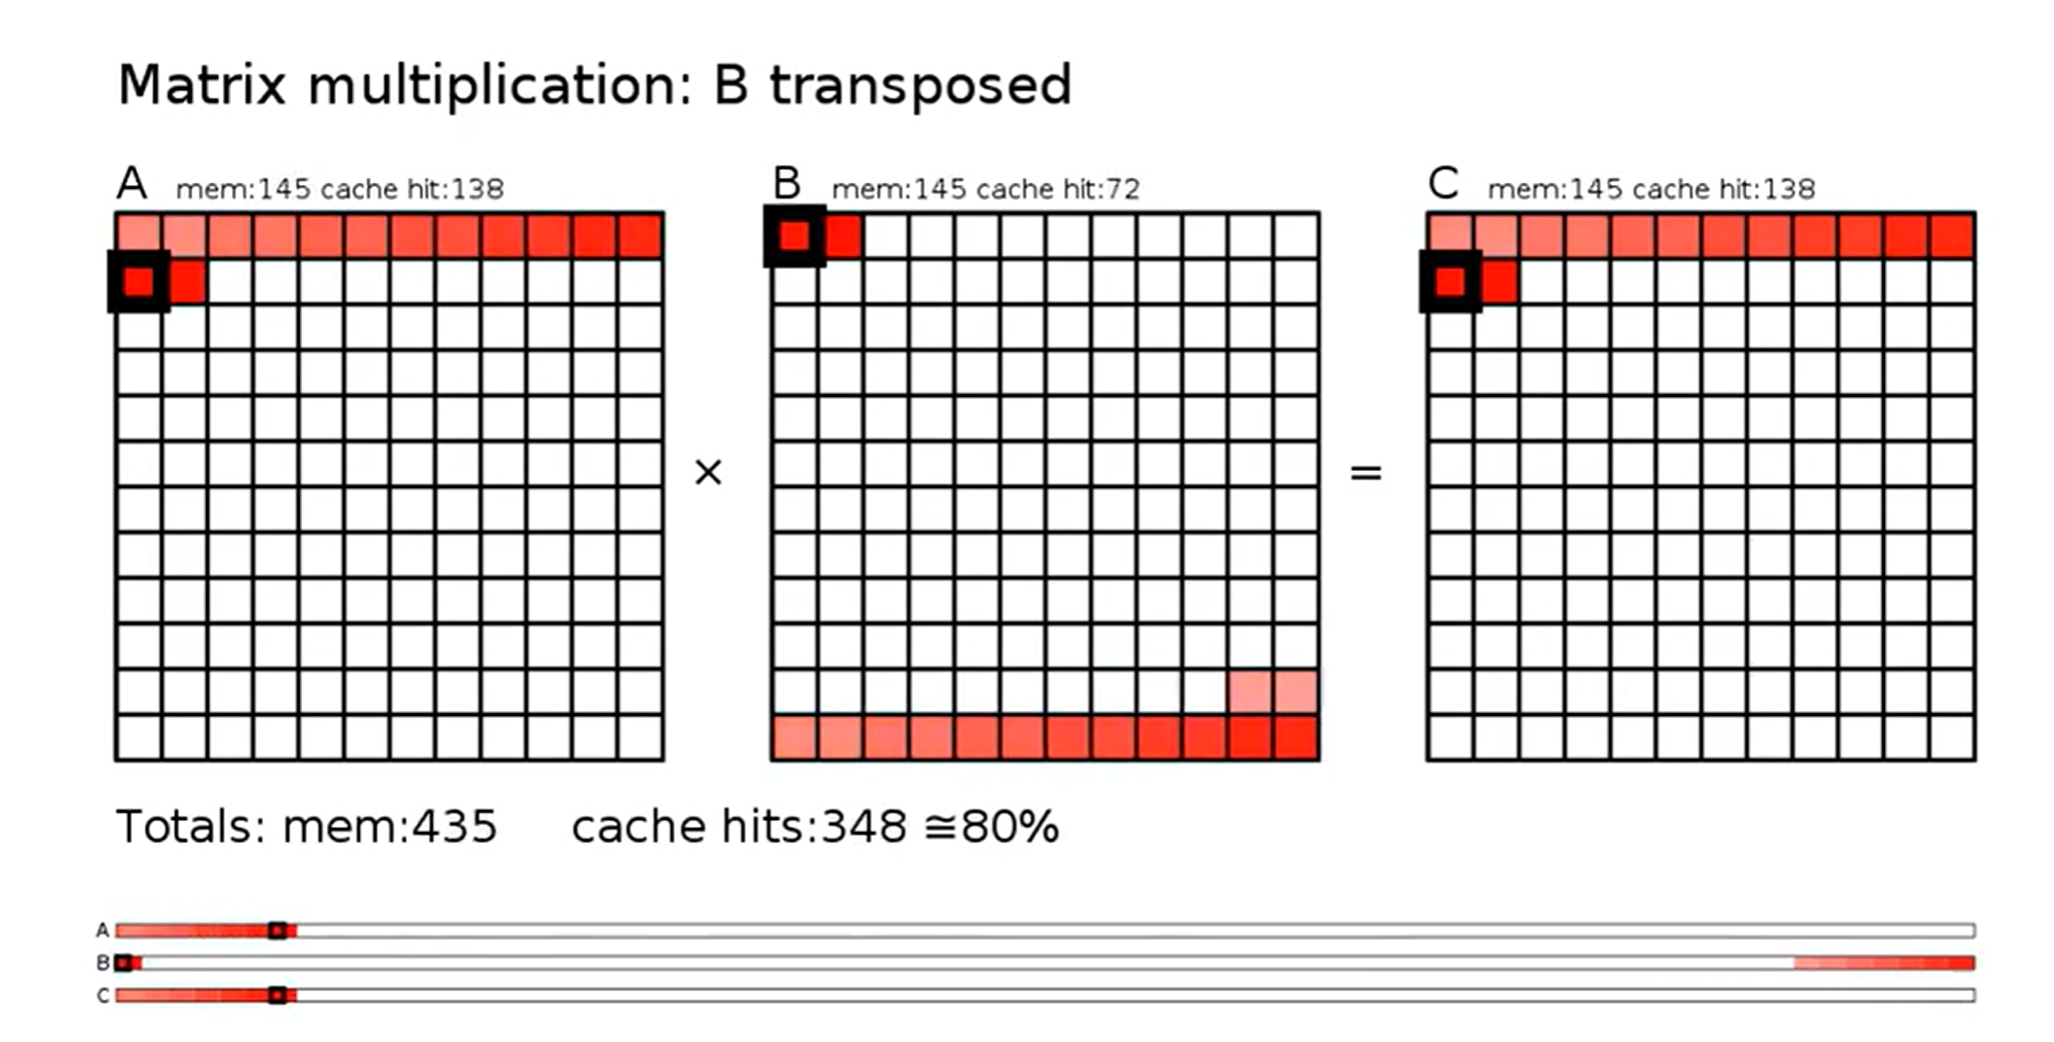 Matrix multiplication: B transposed
A mem:145 cache hit:138
B mem:145 cache hit:72
C mem:145 cache hit:138
×
=
Totals: mem:435 cache hits:348 ≅80%
A
B
C